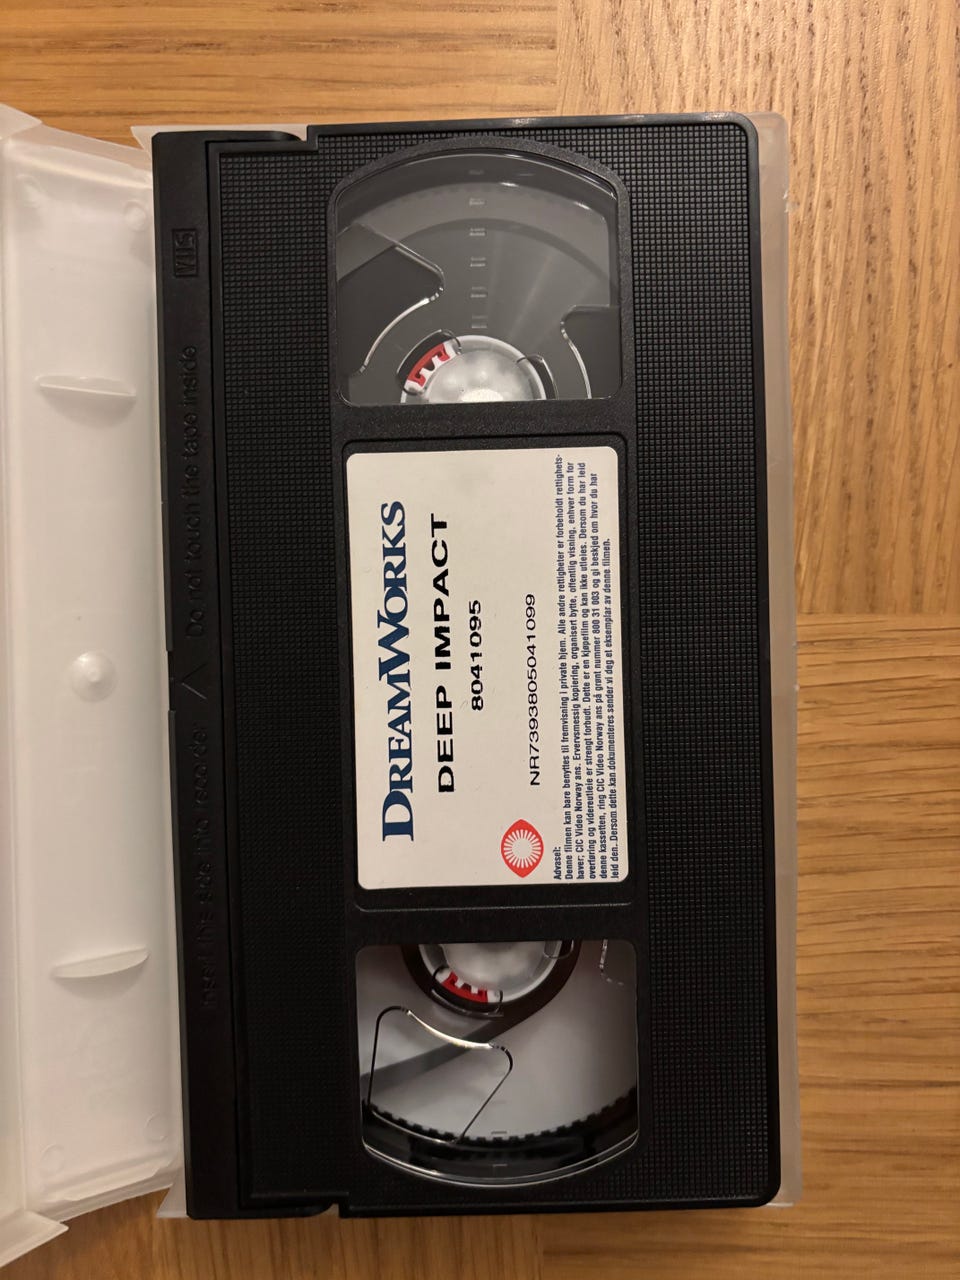 VHS
Insert this side into recorder
Do not touch the tape inside
DREAMWORKS
DEEP IMPACT
8041095
NR7393805041099
Advasel:
Denne filmen kan bare benyttes til fremvisning i private hjem. Alle andre rettigheter er forbeholdt rettighets-
haver; CIC Video Norway ans. Ervervsmessig kopiering, organisert bytte, offentlig visning, enhver form for
overføring og videreutleie er strengt forbudt. Dette er en kjøpefilm og kan ikke utleies. Dersom du har leid
denne kassetten, ring CIC Video Norway ans på grønt nummer 800 31 003 og gi beskjed om hvor du har
leid den. Dersom dette kan dokumenteres sender vi deg et eksemplar av denne filmen.